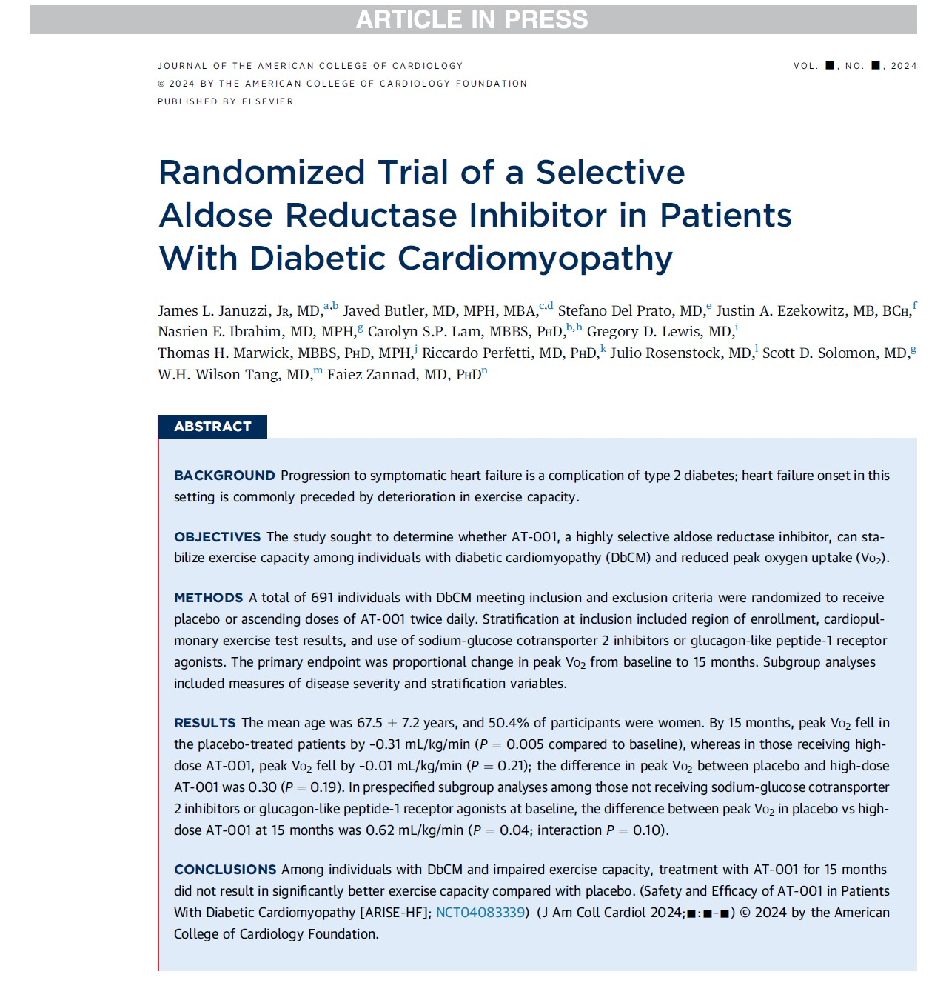 ARTICLE IN PRESS
JOURNAL OF THE AMERICAN COLLEGE OF CARDIOLOGY
VOL. ■, NO. ■, 2024
© 2024 BY THE AMERICAN COLLEGE OF CARDIOLOGY FOUNDATION
PUBLISHED BY ELSEVIER
Randomized Trial of a Selective
Aldose Reductase Inhibitor in Patients
With Diabetic Cardiomyopathy
James L. Januzzi, JR, MD,a,b Javed Butler, MD, MPH, MBA,c,d Stefano Del Prato, MD,e Justin A. Ezekowitz, MB, BCH,f
Nasrien E. Ibrahim, MD, MPH,g Carolyn S.P. Lam, MBBS, PHD,b,h Gregory D. Lewis, MD,i
Thomas H. Marwick, MBBS, PHD, MPH,j Riccardo Perfetti, MD, PHD,k Julio Rosenstock, MD,l Scott D. Solomon, MD,g
W.H. Wilson Tang, MD,m Faiez Zannad, MD, PHDn
ABSTRACT
BACKGROUND Progression to symptomatic heart failure is a complication of type 2 diabetes; heart failure onset in this
setting is commonly preceded by deterioration in exercise capacity.
OBJECTIVES The study sought to determine whether AT-001, a highly selective aldose reductase inhibitor, can sta-
bilize exercise capacity among individuals with diabetic cardiomyopathy (DbCM) and reduced peak oxygen uptake (VO2).
METHODS A total of 691 individuals with DbCM meeting inclusion and exclusion criteria were randomized to receive
placebo or ascending doses of AT-001 twice daily. Stratification at inclusion included region of enrollment, cardiopul-
monary exercise test results, and use of sodium-glucose cotransporter 2 inhibitors or glucagon-like peptide-1 receptor
agonists. The primary endpoint was proportional change in peak VO2 from baseline to 15 months. Subgroup analyses
included measures of disease severity and stratification variables.
RESULTS The mean age was 67.5 ± 7.2 years, and 50.4% of participants were women. By 15 months, peak VO2 fell in
the placebo-treated patients by –0.31 mL/kg/min (P = 0.005 compared to baseline), whereas in those receiving high-
dose AT-001, peak VO2 fell by –0.01 mL/kg/min (P = 0.21); the difference in peak VO2 between placebo and high-dose
AT-001 was 0.30 (P = 0.19). In prespecified subgroup analyses among those not receiving sodium-glucose cotransporter
2 inhibitors or glucagon-like peptide-1 receptor agonists at baseline, the difference between peak VO2 in placebo vs high-
dose AT-001 at 15 months was 0.62 mL/kg/min (P = 0.04; interaction P = 0.10).
CONCLUSIONS Among individuals with DbCM and impaired exercise capacity, treatment with AT-001 for 15 months
did not result in significantly better exercise capacity compared with placebo. (Safety and Efficacy of AT-001 in Patients
With Diabetic Cardiomyopathy [ARISE-HF]; NCT04083339) (J Am Coll Cardiol 2024;■:■–■) © 2024 by the American
College of Cardiology Foundation.